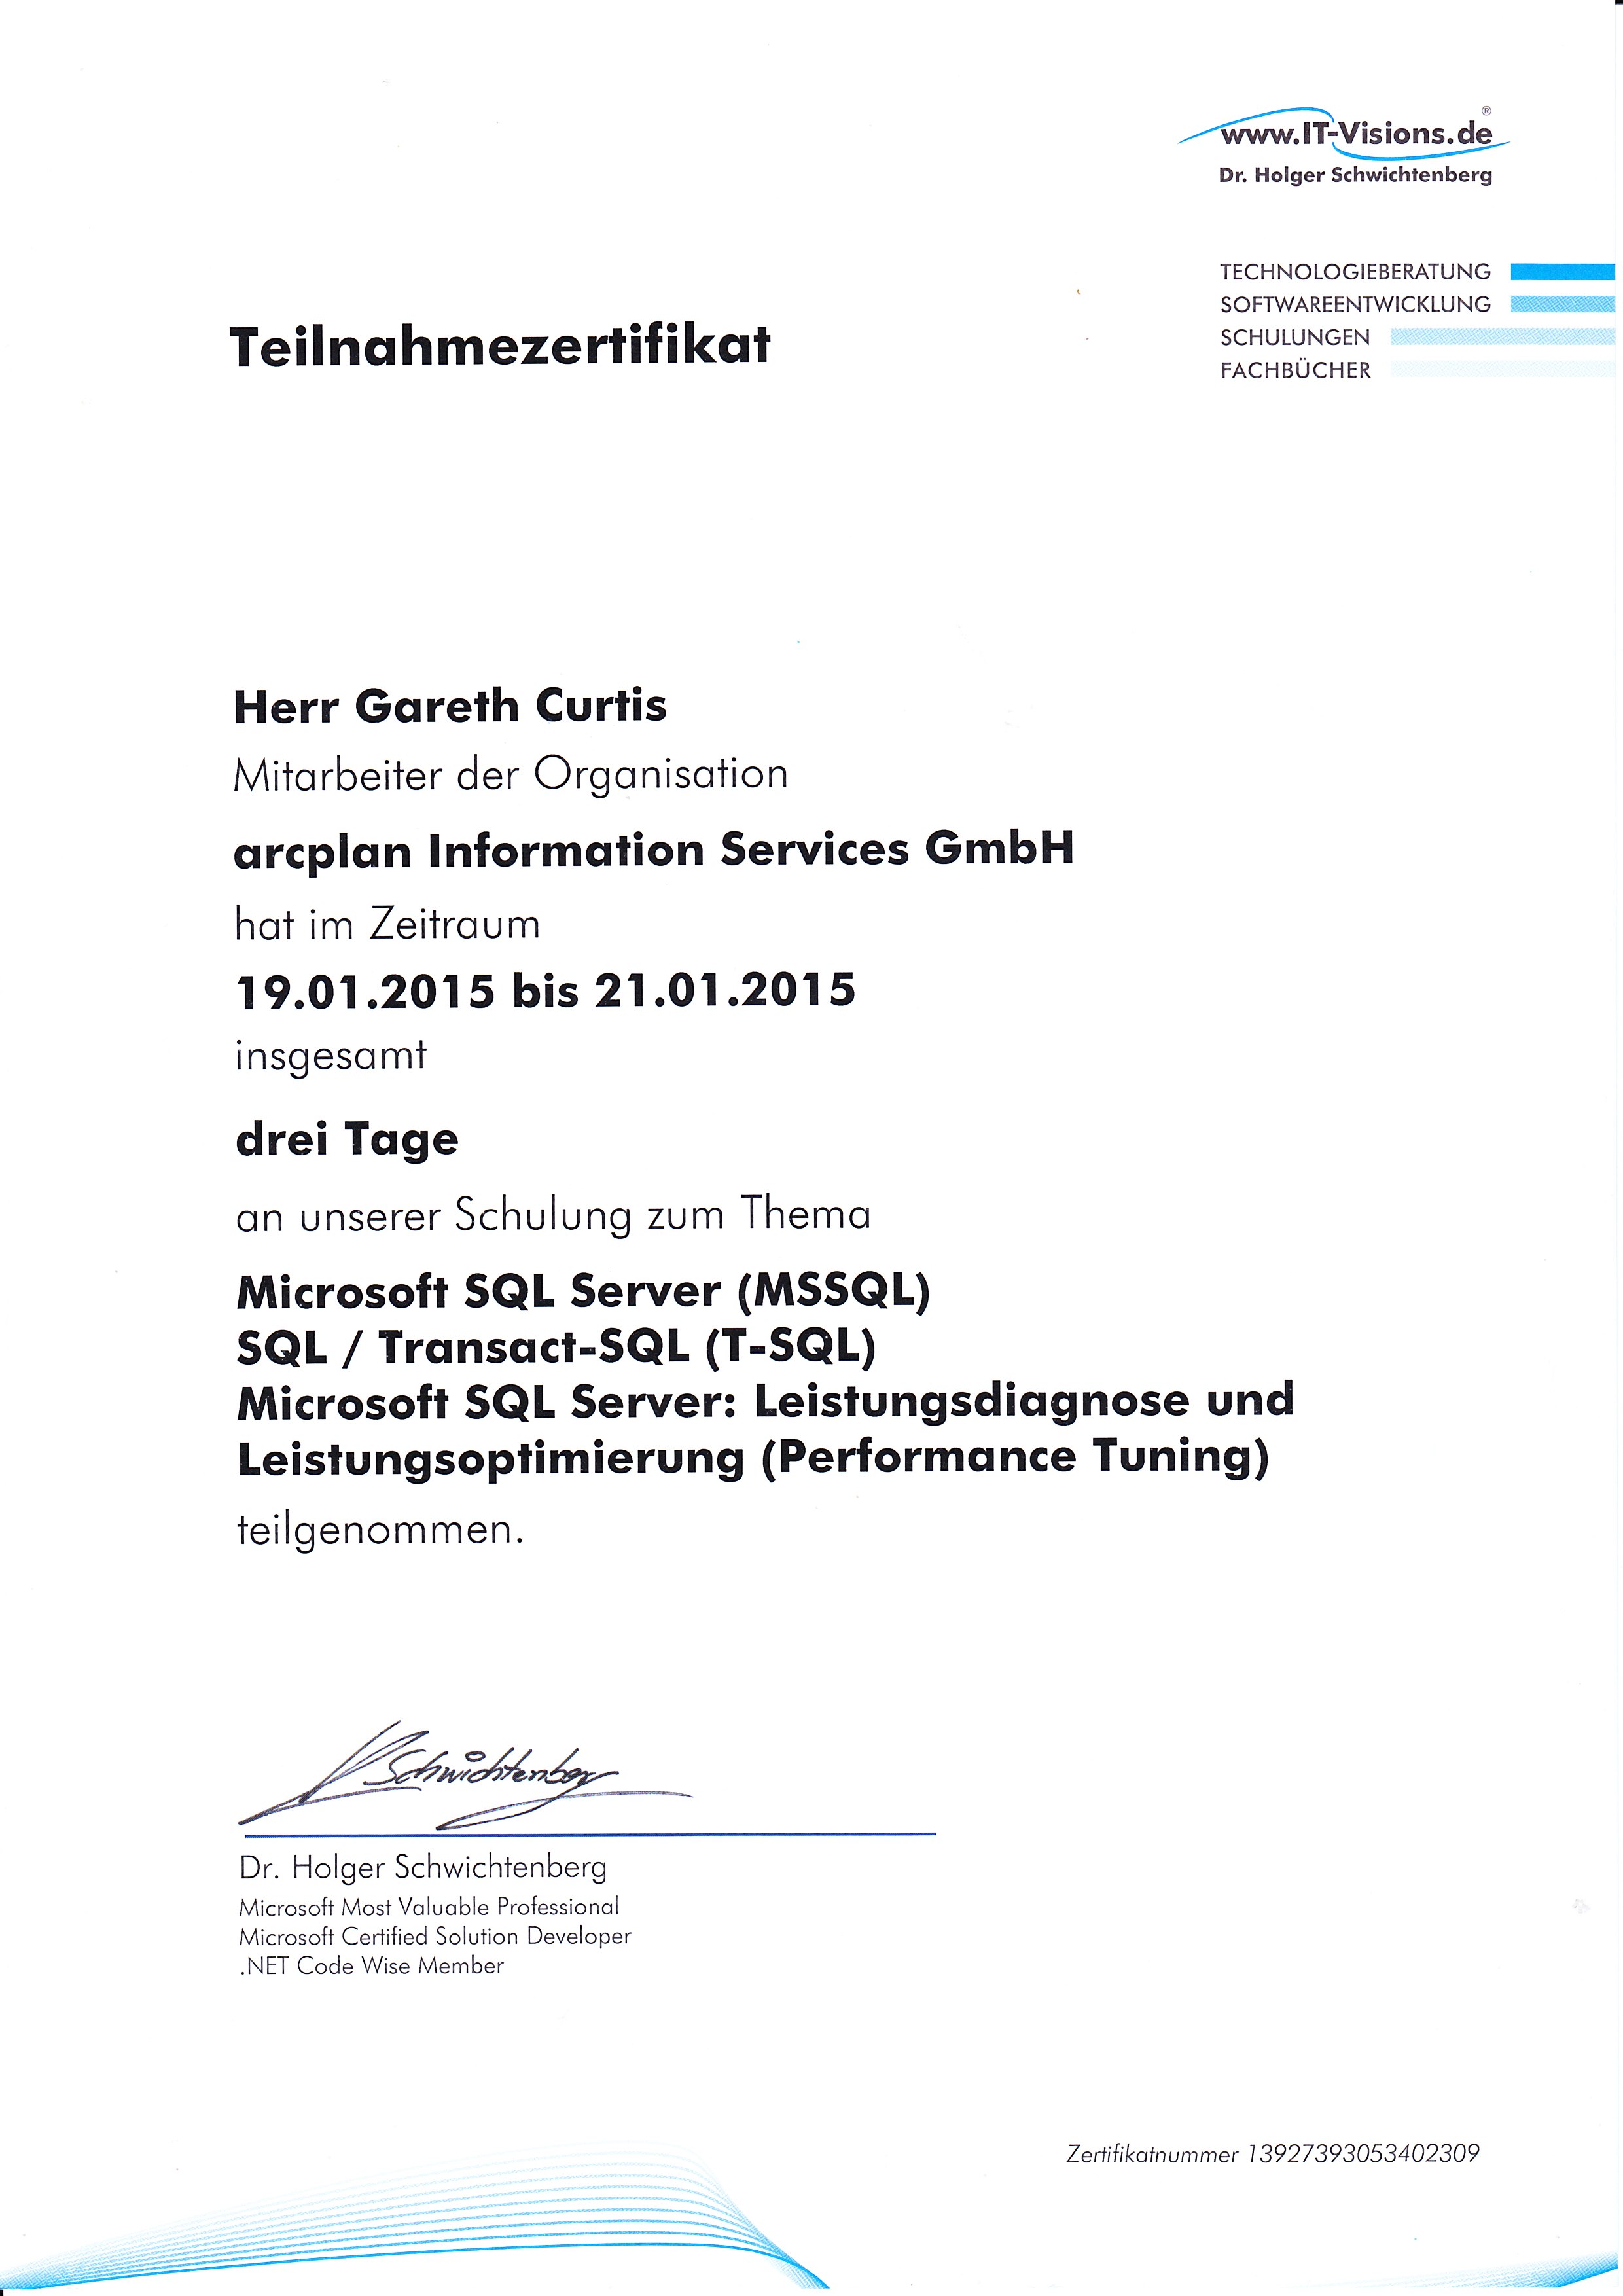 www.IT-Visions.de®
Dr. Holger Schwichtenberg
TECHNOLOGIEBERATUNG
SOFTWAREENTWICKLUNG
SCHULUNGEN
FACHBÜCHER
Teilnahmezertifikat
Herr Gareth Curtis
Mitarbeiter der Organisation
arcplan Information Services GmbH
hat im Zeitraum
19.01.2015 bis 21.01.2015
insgesamt
drei Tage
an unserer Schulung zum Thema
Microsoft SQL Server (MSSQL)
SQL / Transact-SQL (T-SQL)
Microsoft SQL Server: Leistungsdiagnose und
Leistungsoptimierung (Performance Tuning)
teilgenommen.
H Schwichtenberg
Dr. Holger Schwichtenberg
Microsoft Most Valuable Professional
Microsoft Certified Solution Developer
.NET Code Wise Member
Zertifikatnummer 13927393053402309